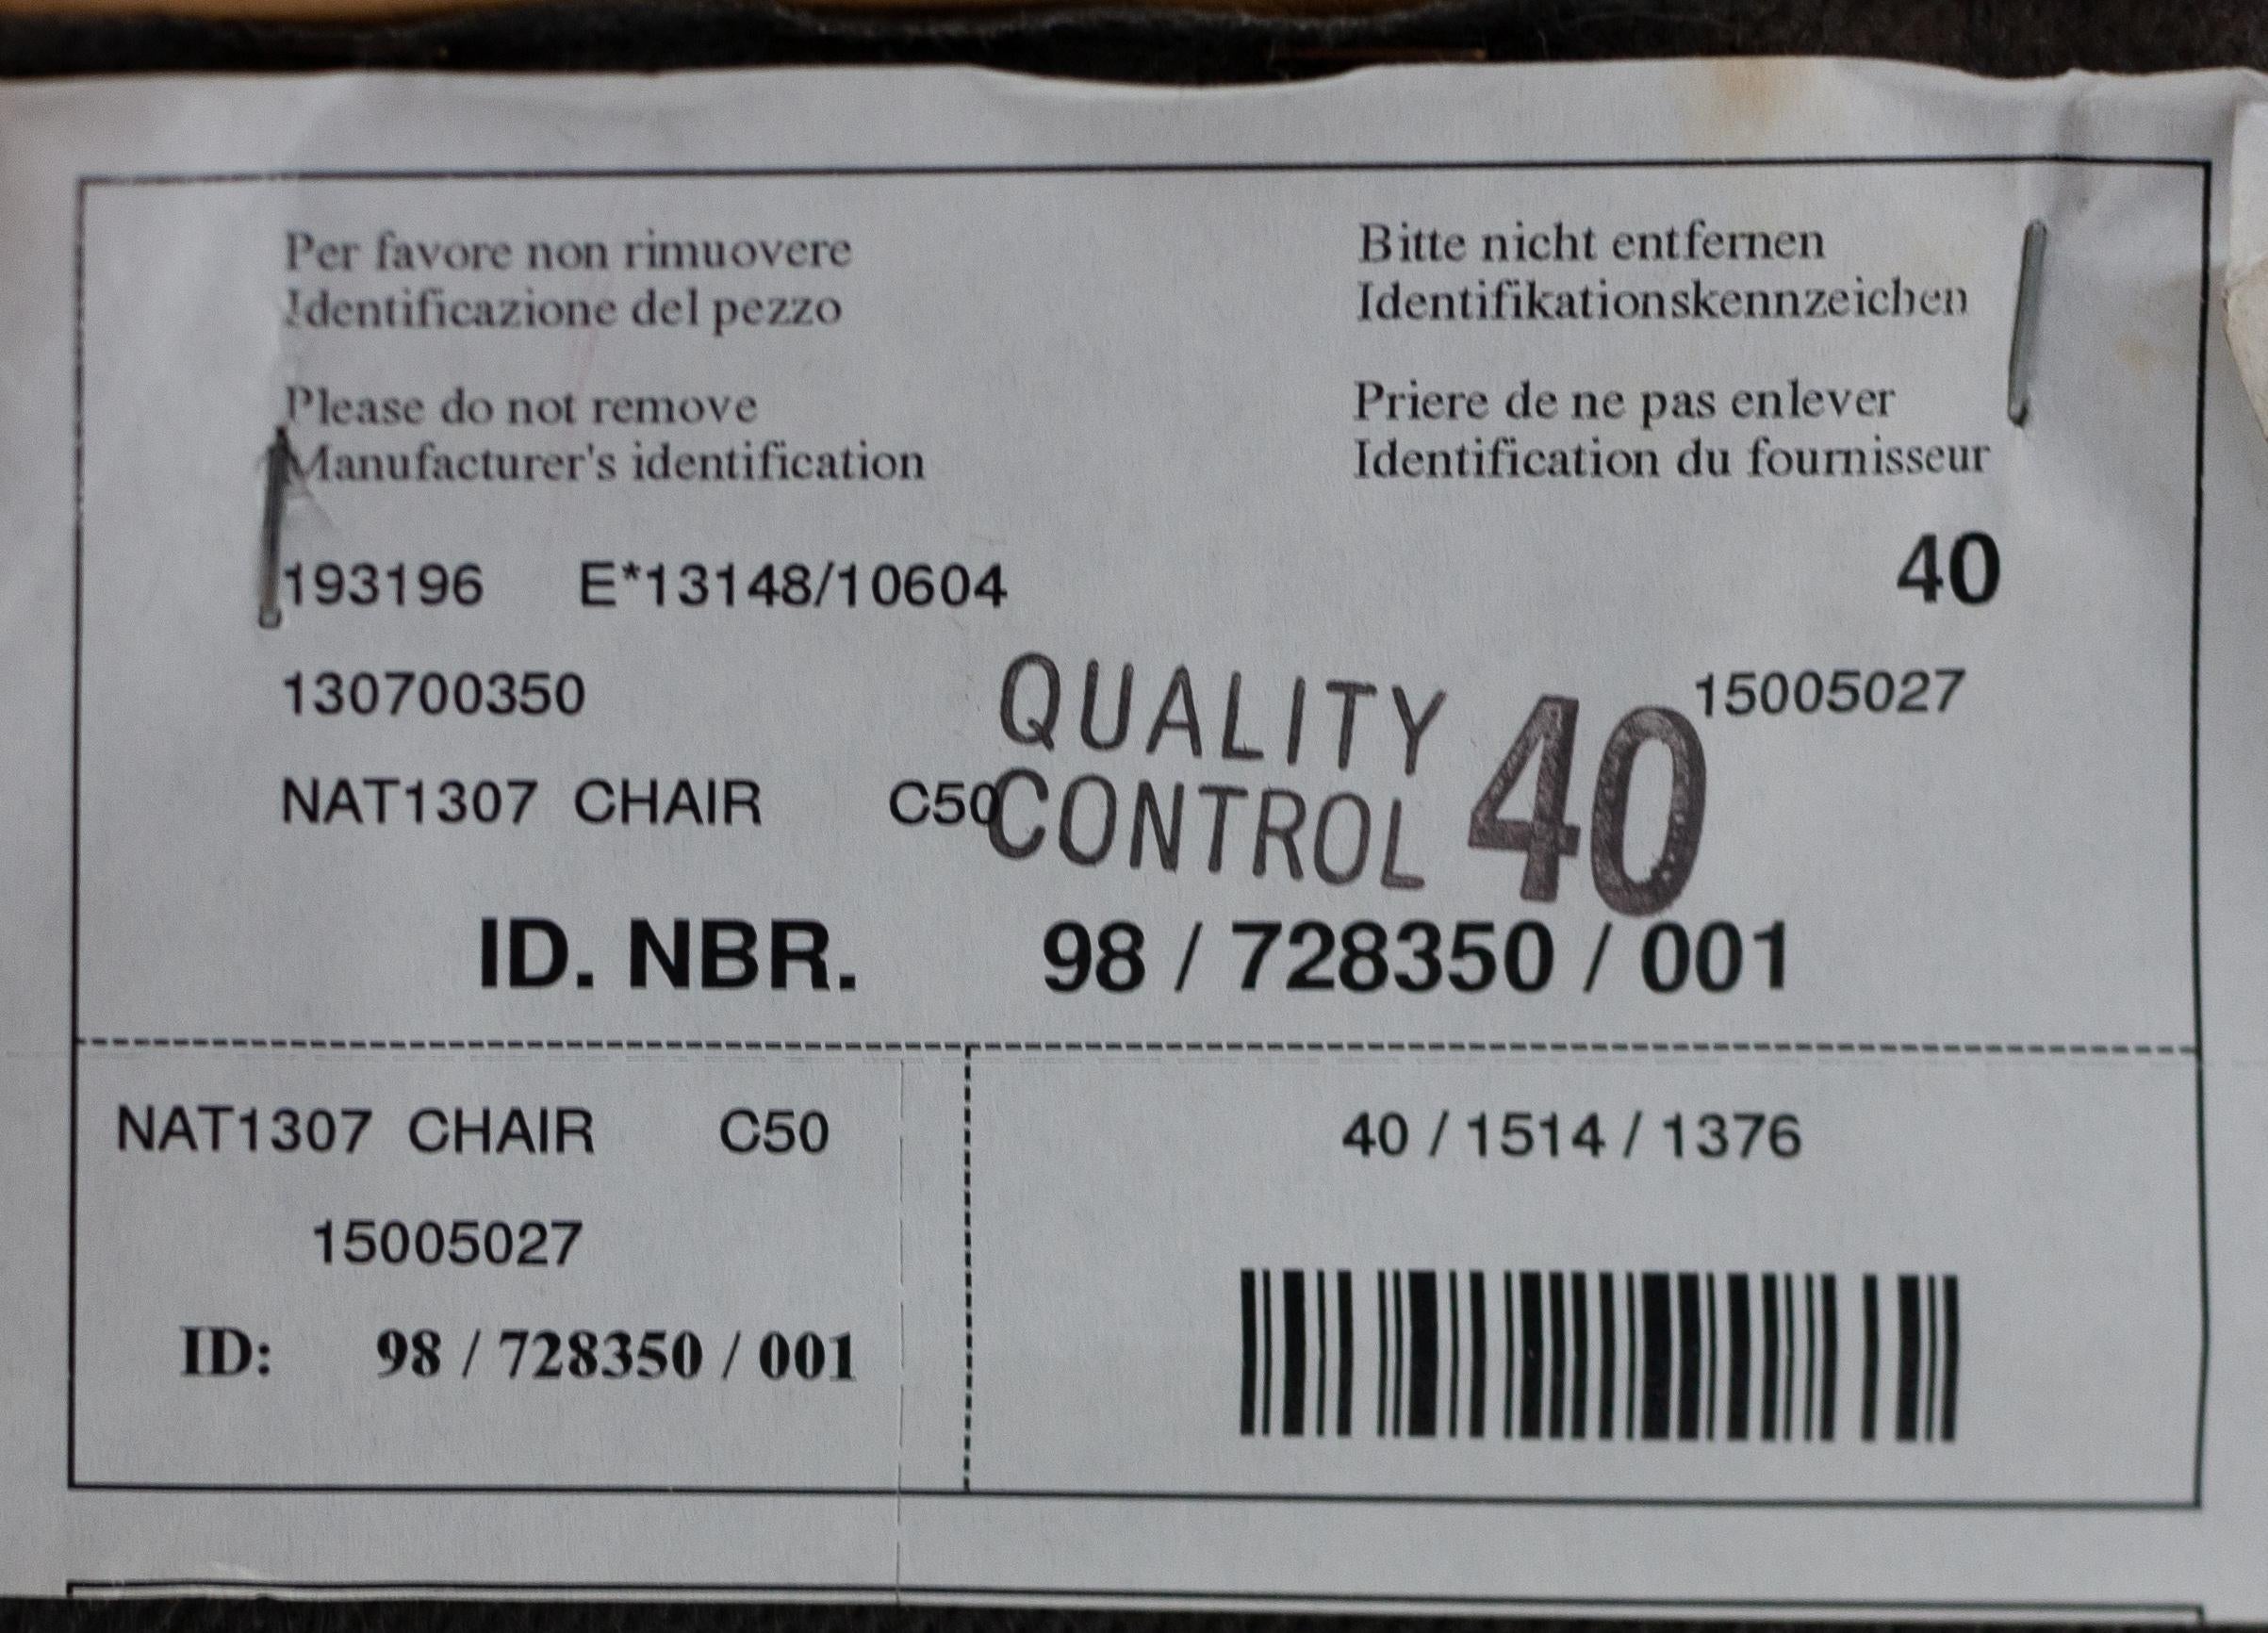 Per favore non rimuovere
Identificazione del pezzo
Bitte nicht entfernen
Identifikationskennzeichen
Please do not remove
Manufacturer's identification
Priere de ne pas enlever
Identification du fournisseur
193196 E*13148/10604 40
130700350 15005027
QUALITY CONTROL 40
NAT1307 CHAIR C50
ID. NBR. 98 / 728350 / 001
NAT1307 CHAIR C50
15005027
ID: 98 / 728350 / 001
40 / 1514 / 1376